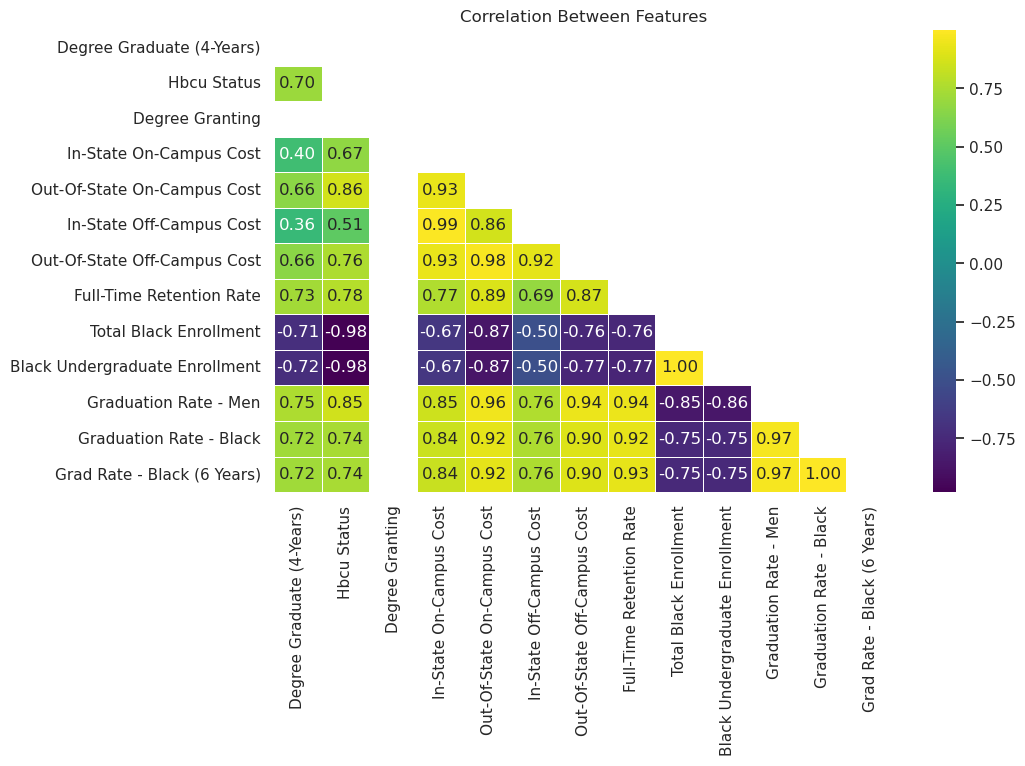 Correlation Between Features
Degree Graduate (4-Years)
Hbcu Status 0.70
Degree Granting
In-State On-Campus Cost 0.40 0.67
Out-Of-State On-Campus Cost 0.66 0.86 0.93
In-State Off-Campus Cost 0.36 0.51 0.99 0.86
Out-Of-State Off-Campus Cost 0.66 0.76 0.93 0.98 0.92
Full-Time Retention Rate 0.73 0.78 0.77 0.89 0.69 0.87
Total Black Enrollment -0.71 -0.98 -0.67 -0.87 -0.50 -0.76 -0.76
Black Undergraduate Enrollment -0.72 -0.98 -0.67 -0.87 -0.50 -0.77 -0.77 1.00
Graduation Rate - Men 0.75 0.85 0.85 0.96 0.76 0.94 0.94 -0.85 -0.86
Graduation Rate - Black 0.72 0.74 0.84 0.92 0.76 0.90 0.92 -0.75 -0.75 0.97
Grad Rate - Black (6 Years) 0.72 0.74 0.84 0.92 0.76 0.90 0.93 -0.75 -0.75 0.97 1.00
Degree Graduate (4-Years)
Hbcu Status
Degree Granting
In-State On-Campus Cost
Out-Of-State On-Campus Cost
In-State Off-Campus Cost
Out-Of-State Off-Campus Cost
Full-Time Retention Rate
Total Black Enrollment
Black Undergraduate Enrollment
Graduation Rate - Men
Graduation Rate - Black
Grad Rate - Black (6 Years)
0.75
0.50
0.25
0.00
−0.25
−0.50
−0.75